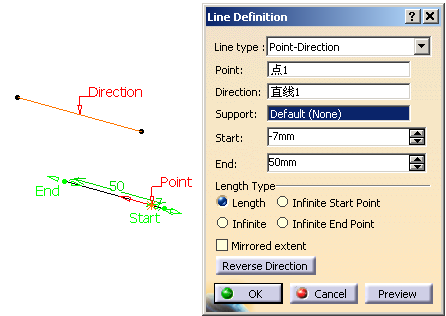 Direction
50
Point
End
Start
Line Definition
Line type : Point-Direction
Point: 点1
Direction: 直线1
Support: Default (None)
Start: -7mm
End: 50mm
Length Type
Length Infinite Start Point
Infinite Infinite End Point
Mirrored extent
Reverse Direction
OK Cancel Preview